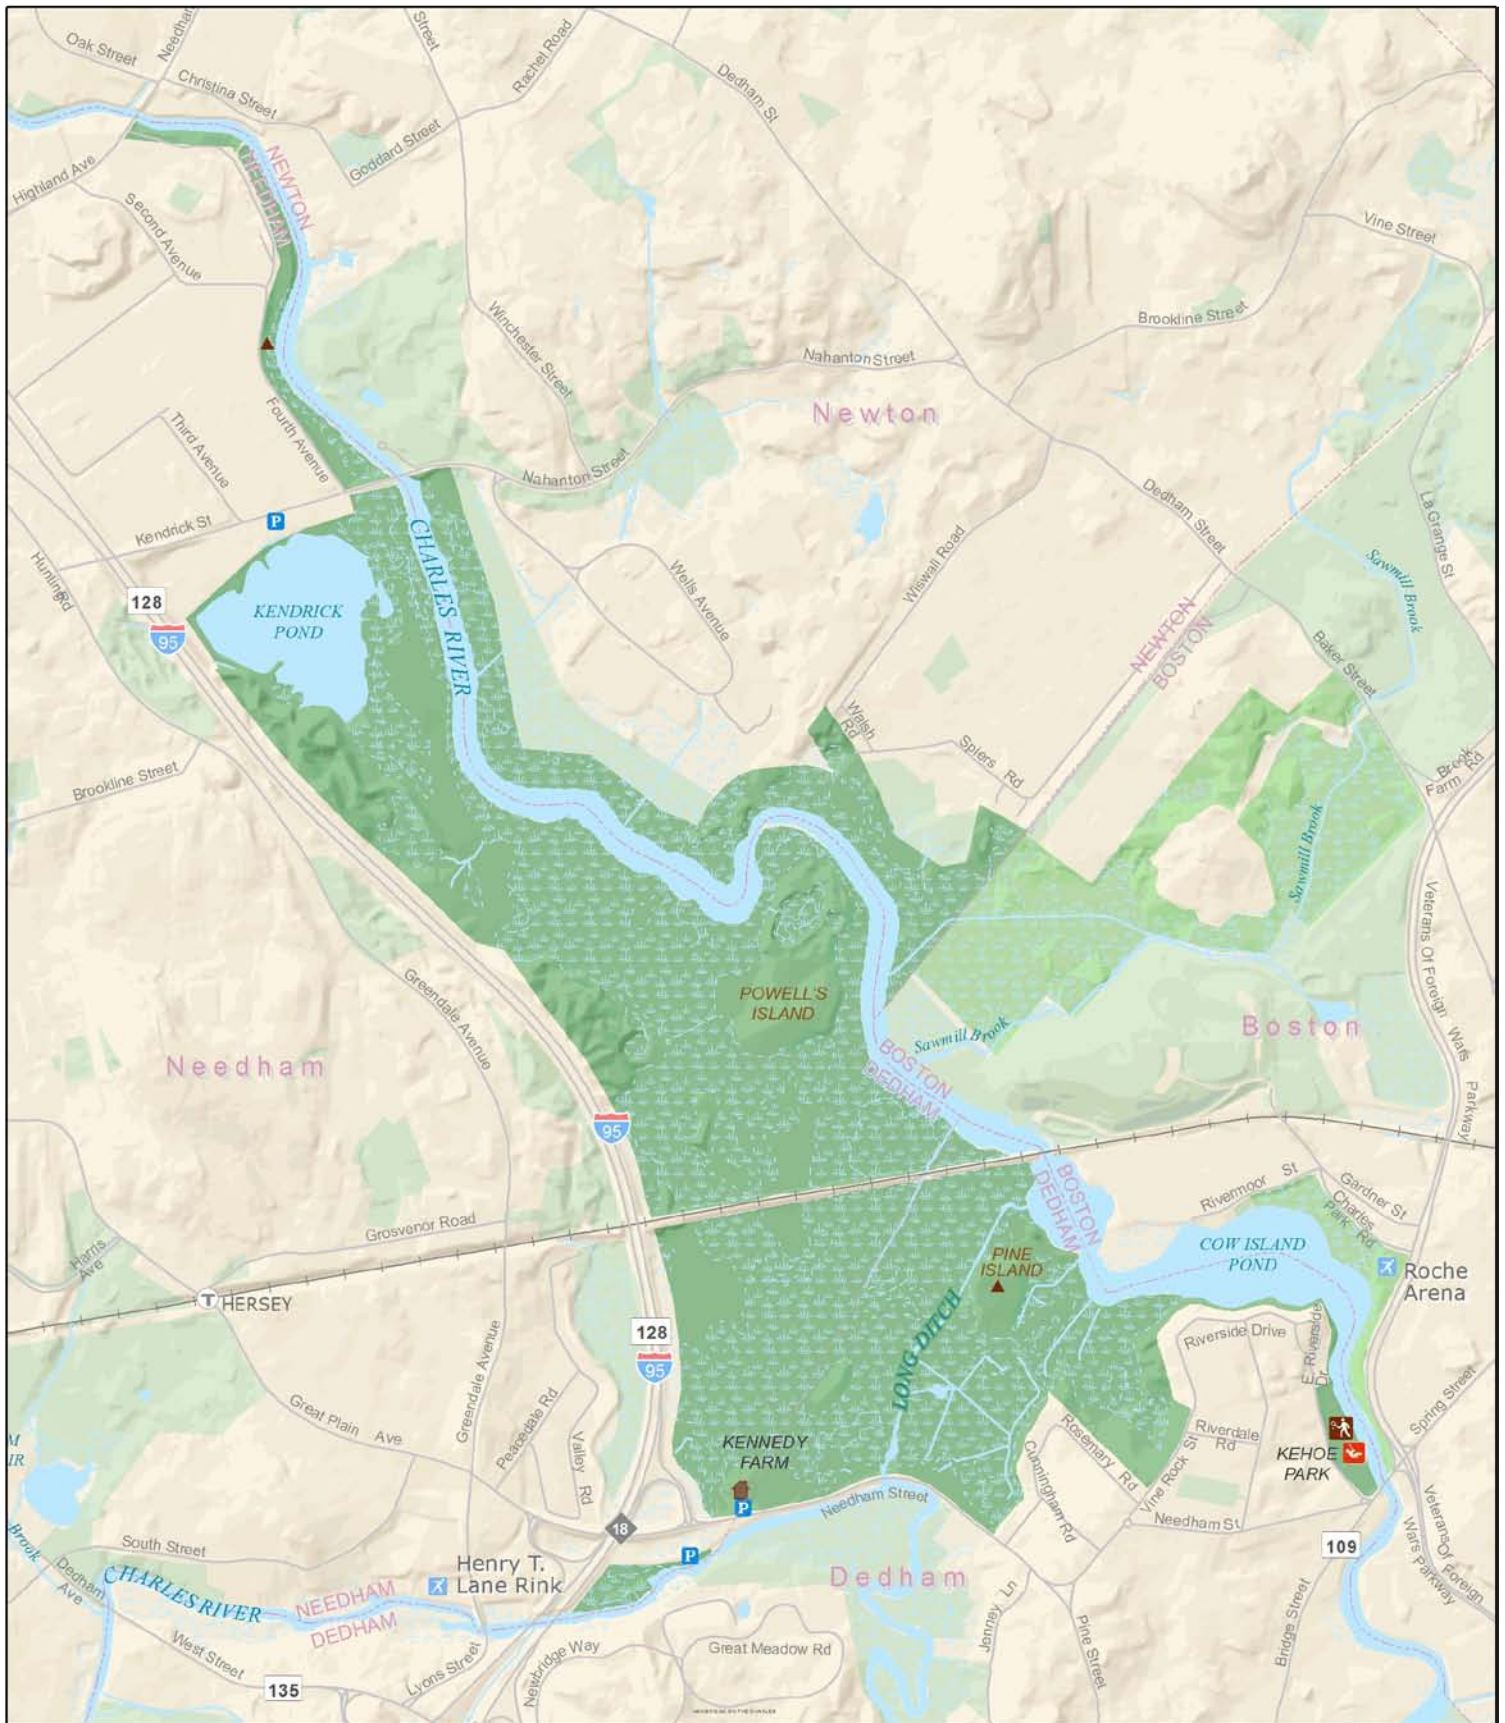 Oak Street
Needham
Christina Street
Street
Rachel Road
Dedham St
Goddard Street
Highland Ave
NEWTON
NEEDHAM
Second Avenue
Vine Street
Brookline Street
Winchester Street
Nahanton Street
Newton
Third Avenue
Fourth Avenue
Nahanton Street
Kendrick St
P
Dedham Street
La Grange St
Hunting
Rd
128
95
KENDRICK
POND
CHARLES RIVER
Wells Avenue
Wiswall Road
Sawmill Brook
NEWTON
BOSTON
Baker Street
Walsh
Rd
Spiers Rd
Brookline Street
Brook
Farm Rd
Sawmill Brook
Veterans Of Foreign Wars Parkway
Greendale Avenue
POWELL'S
ISLAND
Sawmill Brook
Boston
Needham
BOSTON
DEDHAM
95
BOSTON
DEDHAM
Rivermoor St
Gardner St
Charles
Park Rd
Grosvenor Road
Harris
Ave
PINE
ISLAND
COW ISLAND
POND
Roche
Arena
T HERSEY
128
95
LONG DITCH
Riverside Drive
E. Riverside
Dr
Greendale Avenue
Great Plain Ave
Peacedale Rd
Valley Rd
KENNEDY
FARM
P
Cunningham Rd
Rosemary Rd
Vine Rock St
Riverdale
Rd
KEHOE
PARK
Spring Street
M
IR
Needham Street
Needham St
18
109
Brook
South Street
Dedham
Ave
Henry T.
Lane Rink
P
Veterans Of Foreign
Wars Parkway
CHARLES RIVER
NEEDHAM
DEDHAM
Dedham
West Street
135
Lyons Street
Newbridge Way
Great Meadow Rd
Jenney Ln
Pine Street
Bridge Street